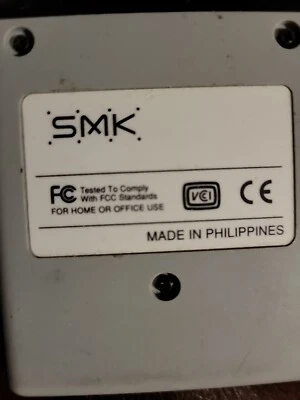 SMK
FC Tested To Comply
With FCC Standards
FOR HOME OR OFFICE USE
VCI
CE
MADE IN PHILIPPINES